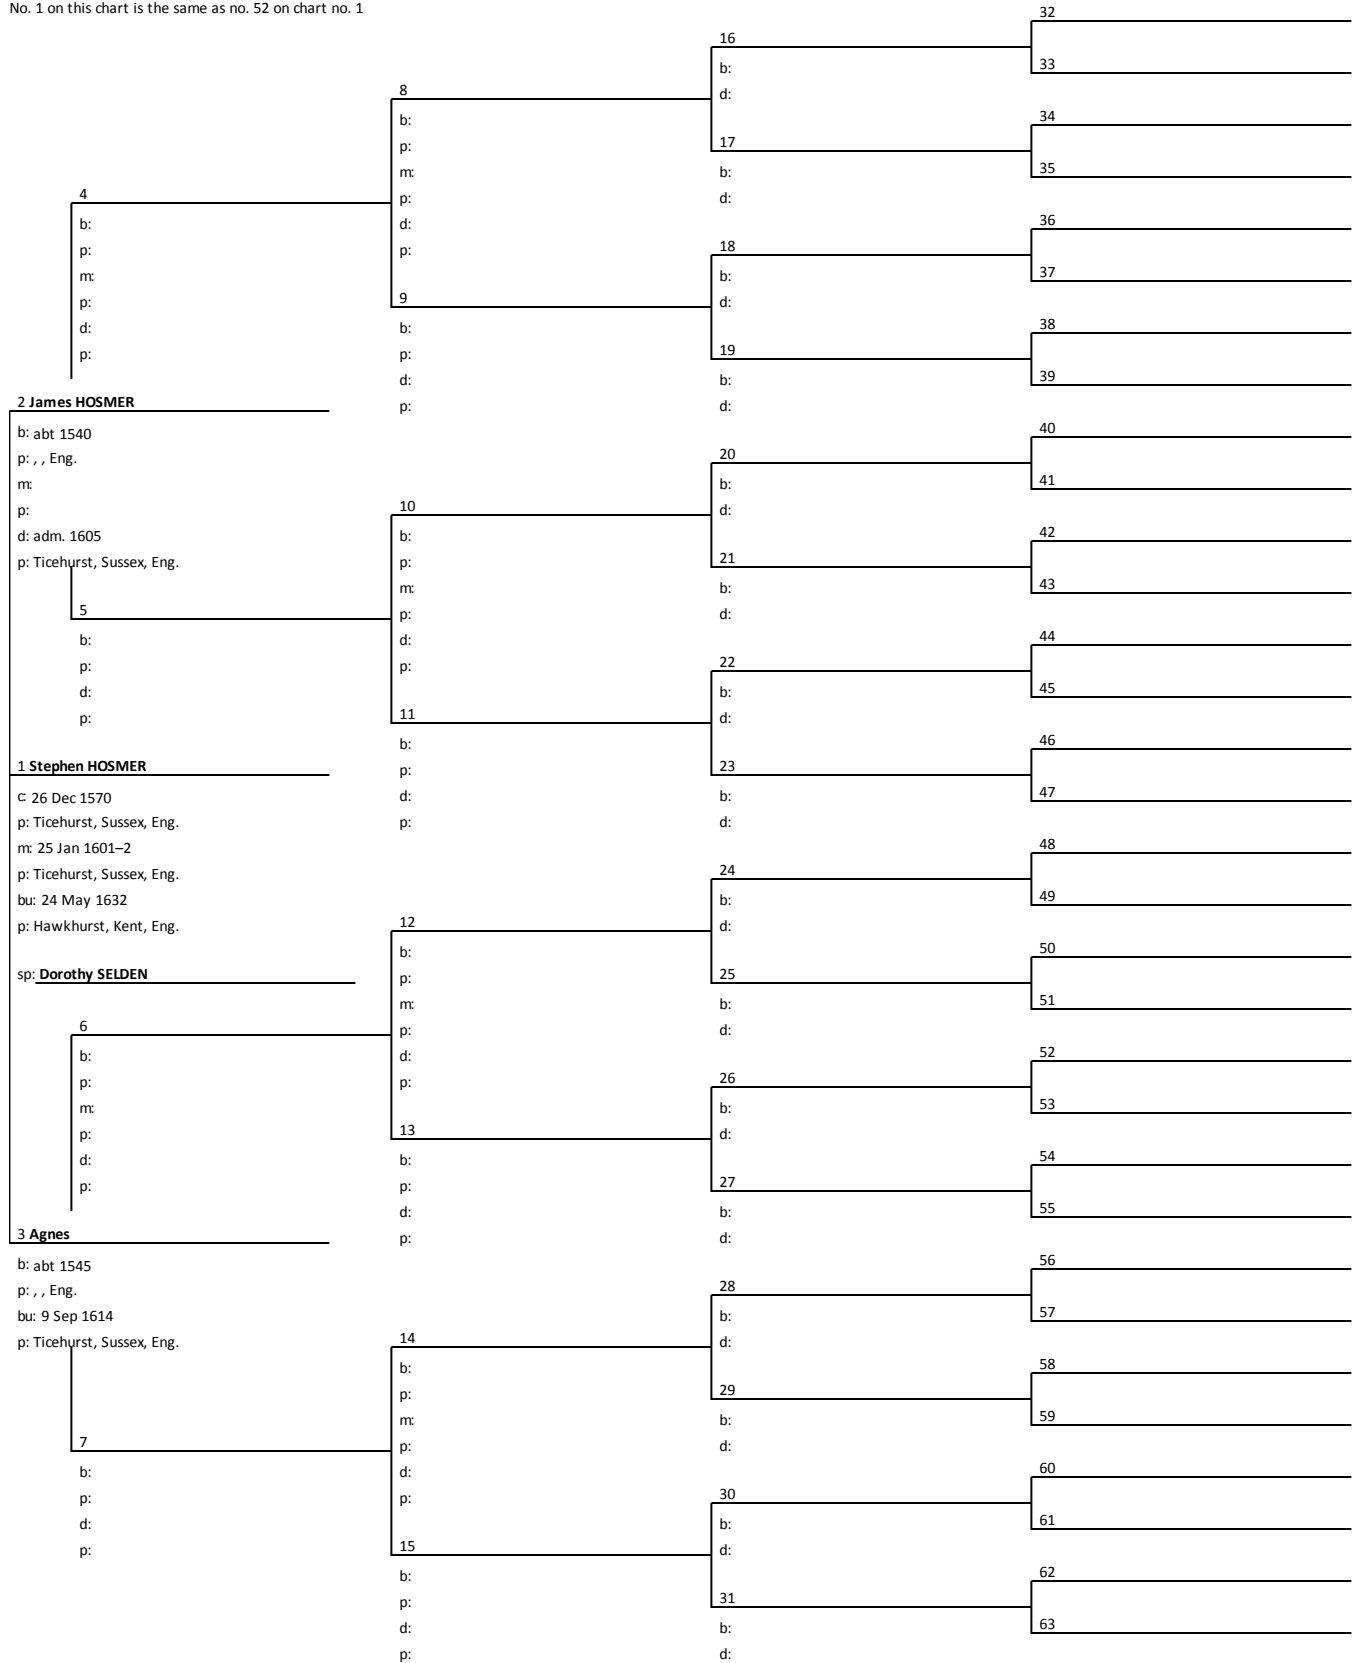 No. 1 on this chart is the same as no. 52 on chart no. 1
4
b:
p:
m:
p:
d:
p:
2 James HOSMER
b: abt 1540
p: , , Eng.
m:
p:
d: adm. 1605
p: Ticehurst, Sussex, Eng.
5
b:
p:
d:
p:
1 Stephen HOSMER
c: 26 Dec 1570
p: Ticehurst, Sussex, Eng.
m: 25 Jan 1601–2
p: Ticehurst, Sussex, Eng.
bu: 24 May 1632
p: Hawkhurst, Kent, Eng.
sp: Dorothy SELDEN
6
b:
p:
m:
p:
d:
p:
3 Agnes
b: abt 1545
p: , , Eng.
bu: 9 Sep 1614
p: Ticehurst, Sussex, Eng.
7
b:
p:
d:
p:
8
b:
p:
m:
p:
d:
p:
9
b:
p:
d:
p:
10
b:
p:
m:
p:
d:
p:
11
b:
p:
d:
p:
12
b:
p:
m:
p:
d:
p:
13
b:
p:
d:
p:
14
b:
p:
m:
p:
d:
p:
15
b:
p:
d:
p:
16
b:
d:
17
b:
d:
18
b:
d:
19
b:
d:
20
b:
d:
21
b:
d:
22
b:
d:
23
b:
d:
24
b:
d:
25
b:
d:
26
b:
d:
27
b:
d:
28
b:
d:
29
b:
d:
30
b:
d:
31
b:
d:
32
33
34
35
36
37
38
39
40
41
42
43
44
45
46
47
48
49
50
51
52
53
54
55
56
57
58
59
60
61
62
63